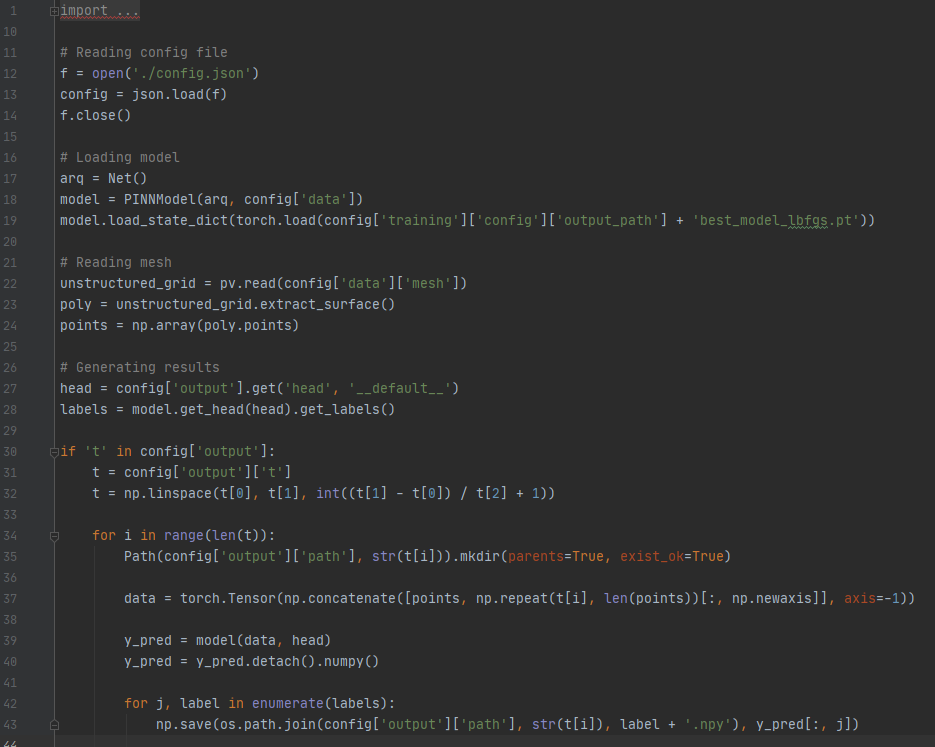 1 import ...
10
11 # Reading config file
12 f = open('./config.json')
13 config = json.load(f)
14 f.close()
15
16 # Loading model
17 arq = Net()
18 model = PINNModel(arq, config['data'])
19 model.load_state_dict(torch.load(config['training']['config']['output_path'] + 'best_model_lbfgs.pt'))
20
21 # Reading mesh
22 unstructured_grid = pv.read(config['data']['mesh'])
23 poly = unstructured_grid.extract_surface()
24 points = np.array(poly.points)
25
26 # Generating results
27 head = config['output'].get('head', '__default__')
28 labels = model.get_head(head).get_labels()
29
30 if 't' in config['output']:
31     t = config['output']['t']
32     t = np.linspace(t[0], t[1], int((t[1] - t[0]) / t[2] + 1))
33
34     for i in range(len(t)):
35         Path(config['output']['path'], str(t[i])).mkdir(parents=True, exist_ok=True)
36
37         data = torch.Tensor(np.concatenate([points, np.repeat(t[i], len(points))[:, np.newaxis]], axis=-1))
38
39         y_pred = model(data, head)
40         y_pred = y_pred.detach().numpy()
41
42         for j, label in enumerate(labels):
43             np.save(os.path.join(config['output']['path'], str(t[i]), label + '.npy'), y_pred[:, j])
44